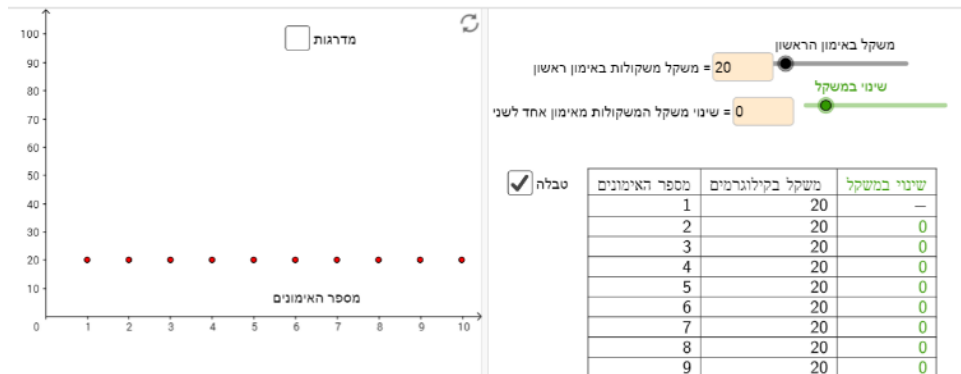 100
90
80
70
60
50
40
30
20
10
0
1 2 3 4 5 6 7 8 9 10
מדרגות
מספר האימונים
משקל באימון הראשון
20 = משקל משקולות באימון ראשון
שינוי במשקל
0 = שינוי משקל המשקולות מאימון אחד לשני
טבלה
מספר האימונים משקל בקילוגרמים שינוי במשקל
1 20 –
2 20 0
3 20 0
4 20 0
5 20 0
6 20 0
7 20 0
8 20 0
9 20 0